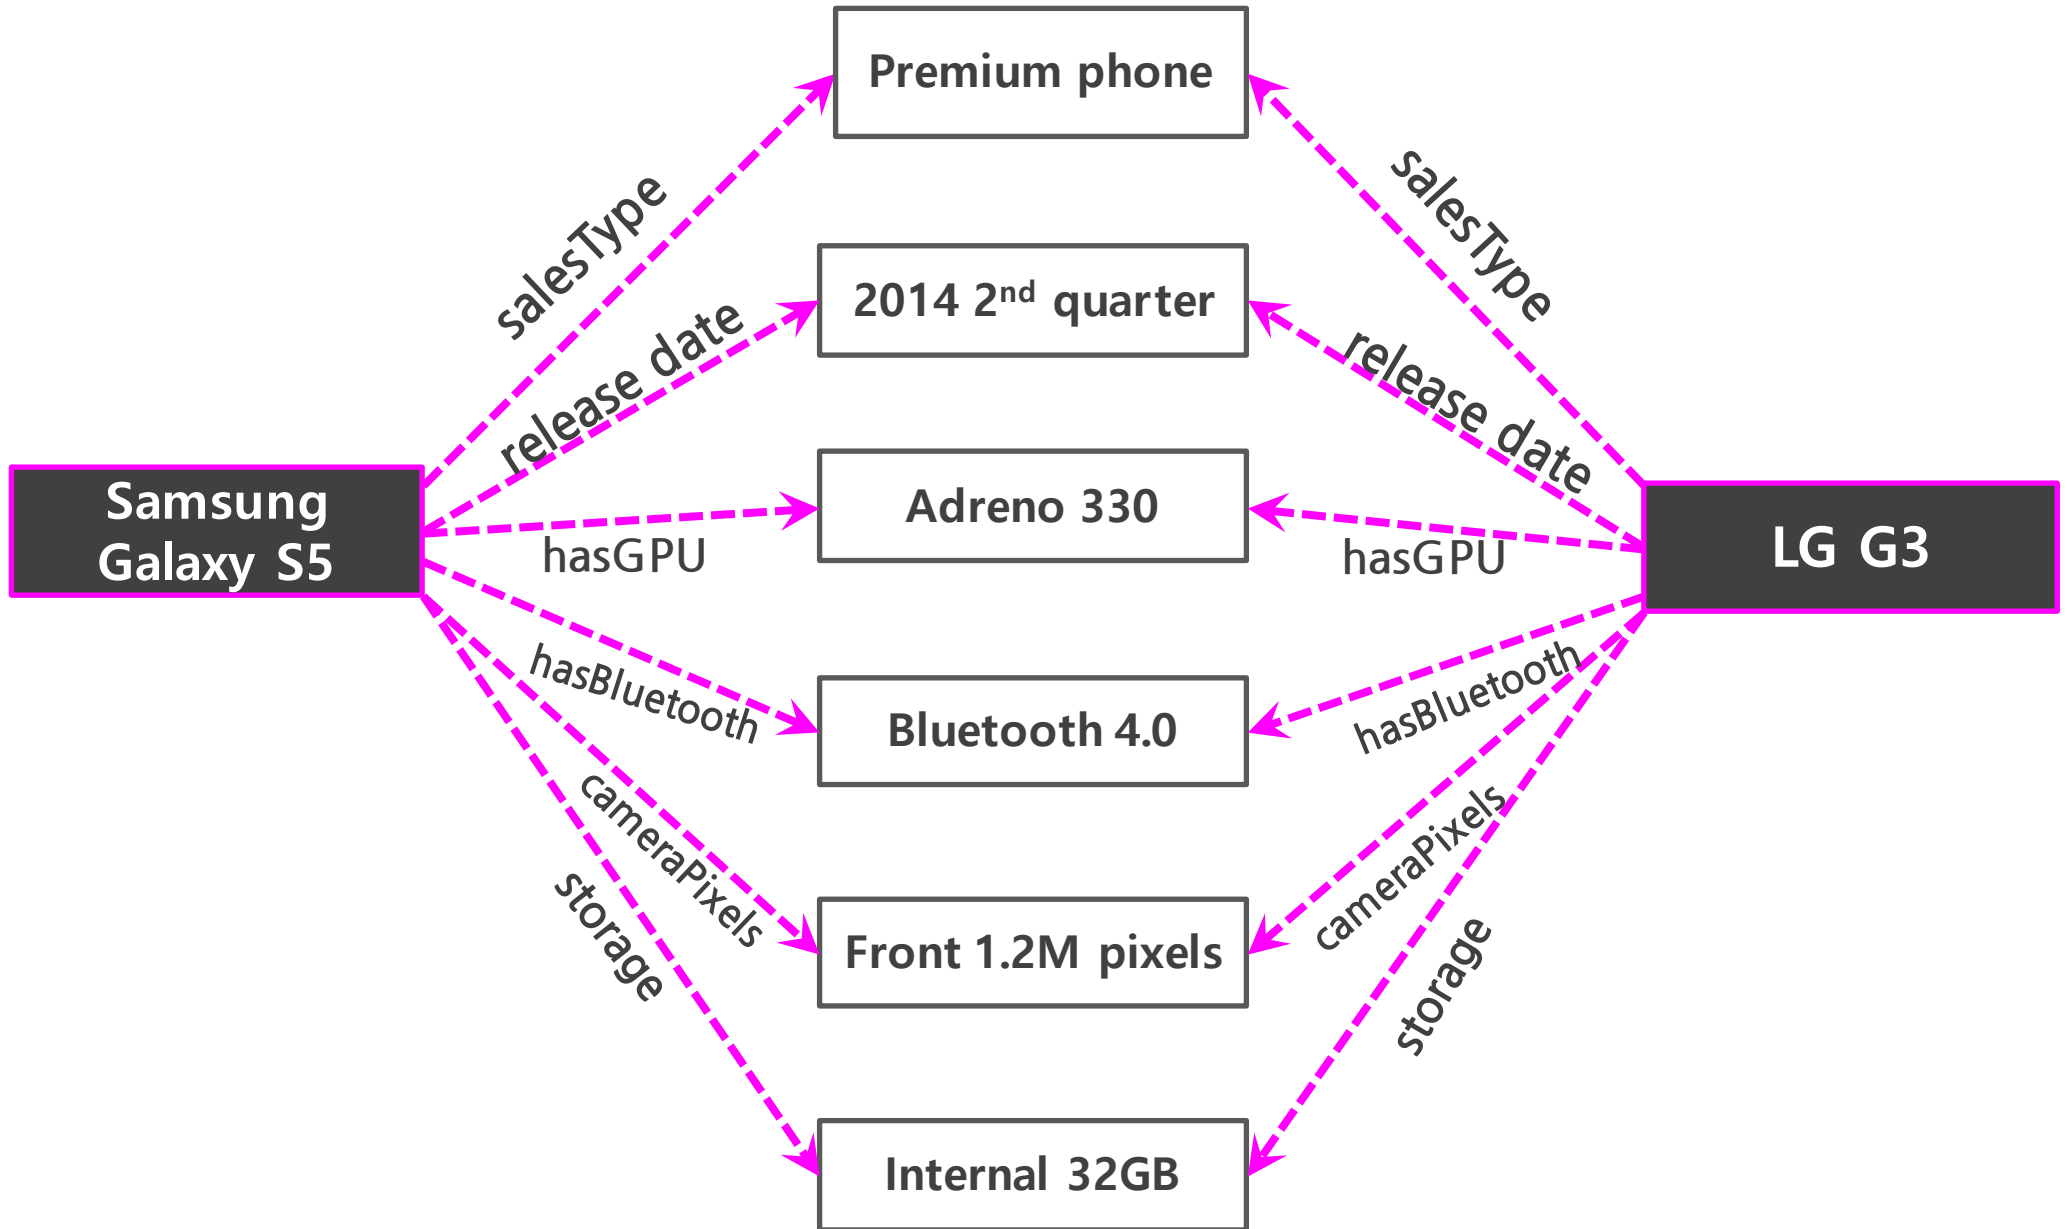 Premium phone
salesType
salesType
2014 2nd quarter
release date
release date
Samsung
Galaxy S5
Adreno 330
LG G3
hasGPU
hasGPU
hasBluetooth
Bluetooth 4.0
hasBluetooth
cameraPixels
cameraPixels
storage
Front 1.2M pixels
storage
Internal 32GB